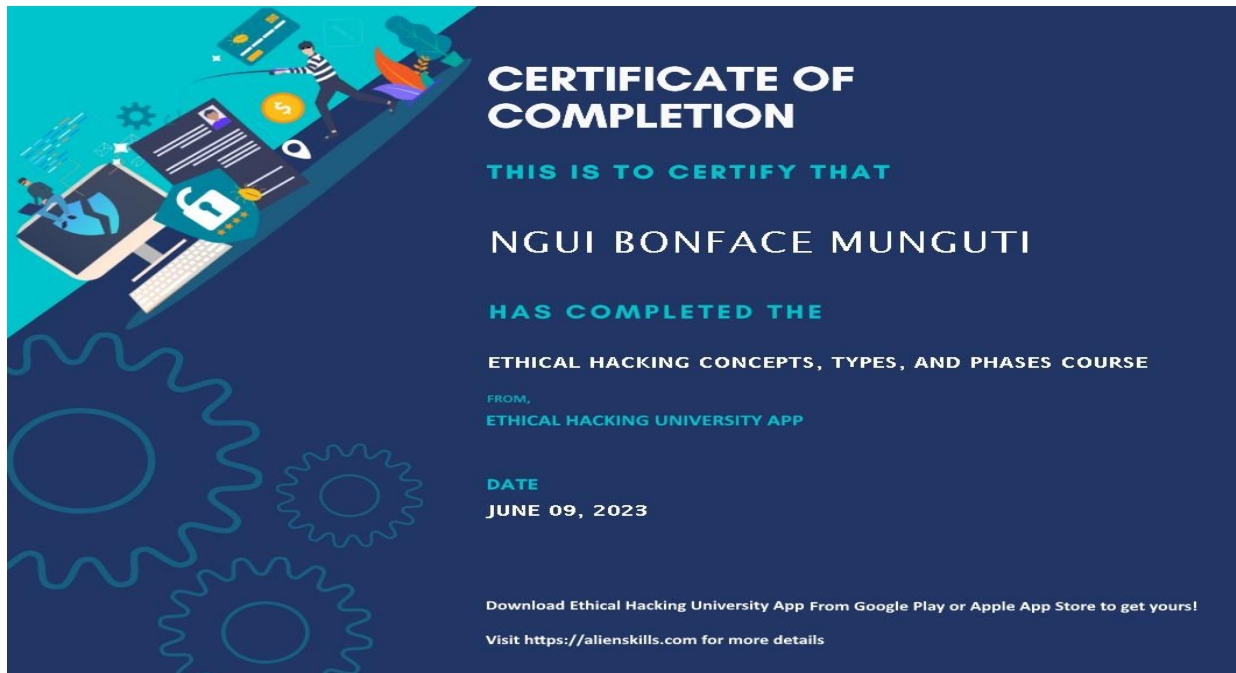 CERTIFICATE OF
COMPLETION
THIS IS TO CERTIFY THAT
NGUI BONFACE MUNGUTI
HAS COMPLETED THE
ETHICAL HACKING CONCEPTS, TYPES, AND PHASES COURSE
FROM,
ETHICAL HACKING UNIVERSITY APP
DATE
JUNE 09, 2023
Download Ethical Hacking University App From Google Play or Apple App Store to get yours!
Visit https://alienskills.com for more details